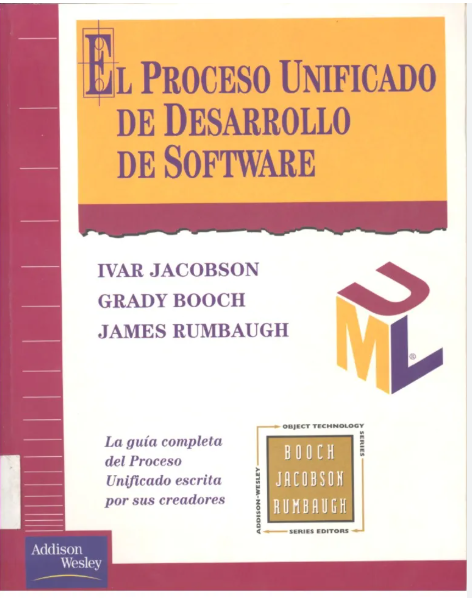 EL PROCESO UNIFICADO
DE DESARROLLO
DE SOFTWARE
IVAR JACOBSON
GRADY BOOCH
JAMES RUMBAUGH
UML®
La guía completa
del Proceso
Unificado escrita
por sus creadores
OBJECT TECHNOLOGY
SERIES
BOOCH
JACOBSON
RUMBAUGH
ADDISON-WESLEY
SERIES EDITORS
Addison
Wesley